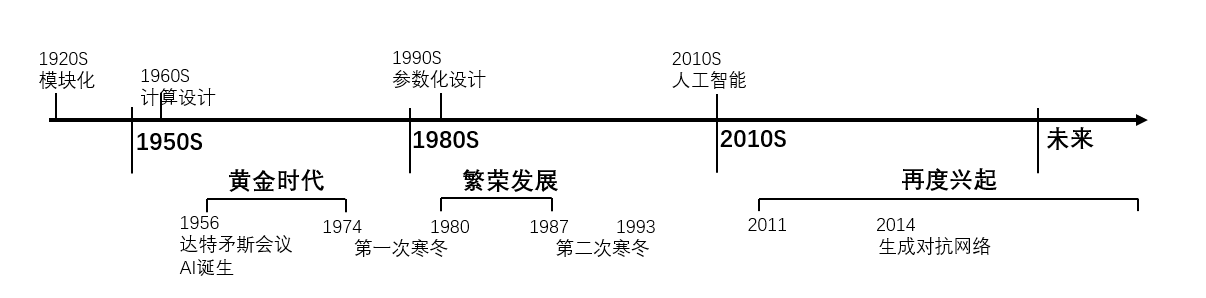 1920S
模块化
1960S
计算设计
1990S
参数化设计
2010S
人工智能
1950S
1980S
2010S
未来
黄金时代
繁荣发展
再度兴起
1956
达特矛斯会议
AI诞生
1974
1980
第一次寒冬
1987
1993
第二次寒冬
2011
2014
生成对抗网络